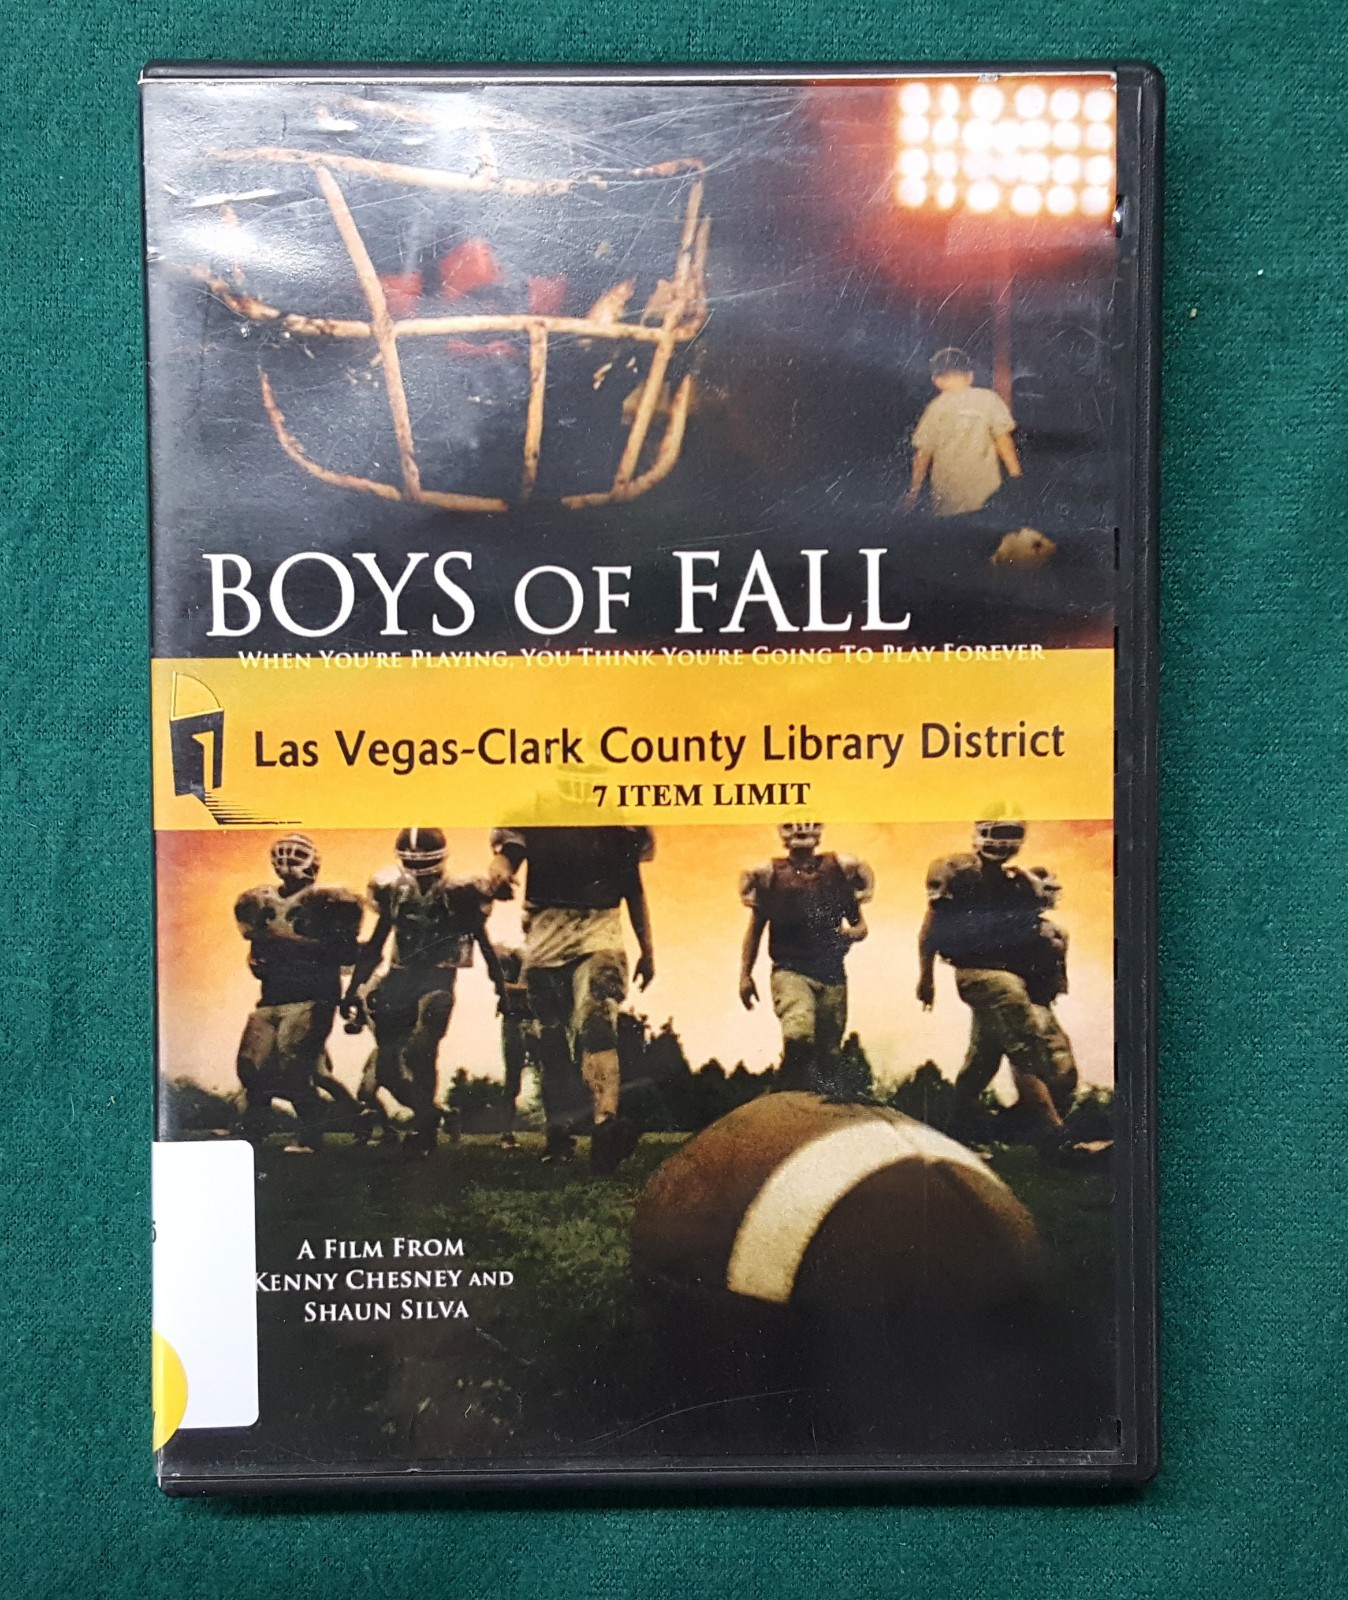 BOYS OF FALL
WHEN YOU'RE PLAYING, YOU THINK YOU'RE GOING TO PLAY FOREVER
Las Vegas-Clark County Library District
7 ITEM LIMIT
A FILM FROM
KENNY CHESNEY AND
SHAUN SILVA